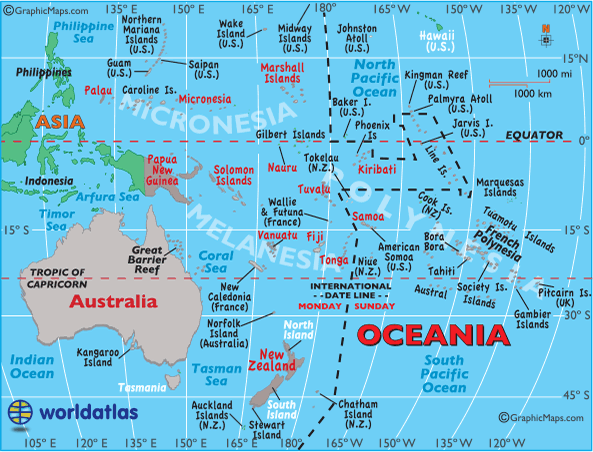 ©GraphicMaps.com
120°W
Philippine
Sea
Northern
Mariana
Islands
(U.S.)
Wake
Island
(U.S.)
Midway
Islands
(U.S.)
180°
Johnston
Atoll
(U.S.)
Hawaii
(U.S.)
N
15°N
Guam
(U.S.)
Saipan
(U.S.)
Philippines
Marshall
Islands
North
Pacific
Ocean
Kingman Reef
(U.S.)
1000 mi
1000 km
Palau
Caroline Is.
Micronesia
MICRONESIA
Baker I.
(U.S.)
Palmyra Atoll
(U.S.)
ASIA
Gilbert Islands
Phoenix
Is
Jarvis I.
(U.S.)
EQUATOR
0°
Papua
New
Guinea
Solomon
Islands
Nauru
Tokelau
(N.Z.)
Kiribati
Line Is.
Indonesia
Arfura Sea
Tuvalu
POLYNESIA
Marquesas
Islands
Timor
Sea
MELANESIA
Wallie
& Futuna
(France)
Samoa
Cook Is.
(NZ)
Tuamotu Islands
15°S
Great
Barrier
Reef
Coral
Sea
Vanuatu
Fiji
American
Samoa (U.S.)
Bora
Bora
French
Polynesia
TROPIC OF
CAPRICORN
Tonga
Niue
(N.Z.)
Tahiti
Australia
New
Caledonia
(France)
INTERNATIONAL
- - DATE LINE - -
MONDAY
SUNDAY
Austral
Society Is.
Islands
Pitcairn Is.
(UK)
Gambier
Islands
Norfolk
Island
(Australia)
30°S
OCEANIA
North
Island
Indian
Ocean
Kangaroo
Island
Tasman
Sea
New
Zealand
South
Pacific
Ocean
Tasmania
South
Island
45°S
worldatlas
Auckland
Islands
(N.Z.)
Stewart
Island
Chatham
Island
(N.Z.)
©GraphicMaps.com
105°E
120°E
135°E
150°E
165°E
180°E
165°W
150°W
135°W
120°W